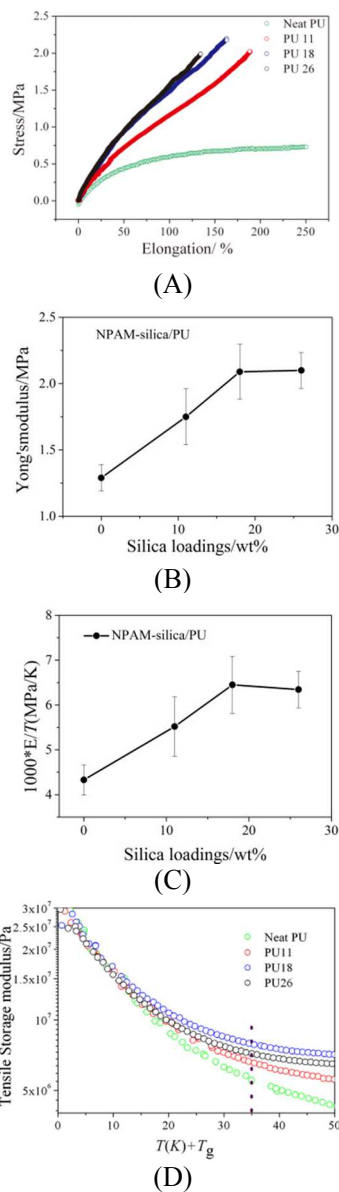 2.5
2.0
1.5
1.0
0.5
0.0
Stress/MPa
Neat PU
PU 11
PU 18
PU 26
0 50 100 150 200 250
Elongation/ %
(A)
2.5
2.0
1.5
1.0
Yong'smodulus/MPa
NPAM-silica/PU
0 10 20 30
Silica loadings/wt%
(B)
8
7
6
5
4
3
1000*E/T(MPa/K)
NPAM-silica/PU
0 10 20 30
Silica loadings/wt%
(C)
3x10⁷
2x10⁷
1.5x10⁷
10⁷
5x10⁶
Tensile Storage modulus/Pa
Neat PU
PU11
PU18
PU26
0 10 20 30 40 50
T(K)+Tg
(D)